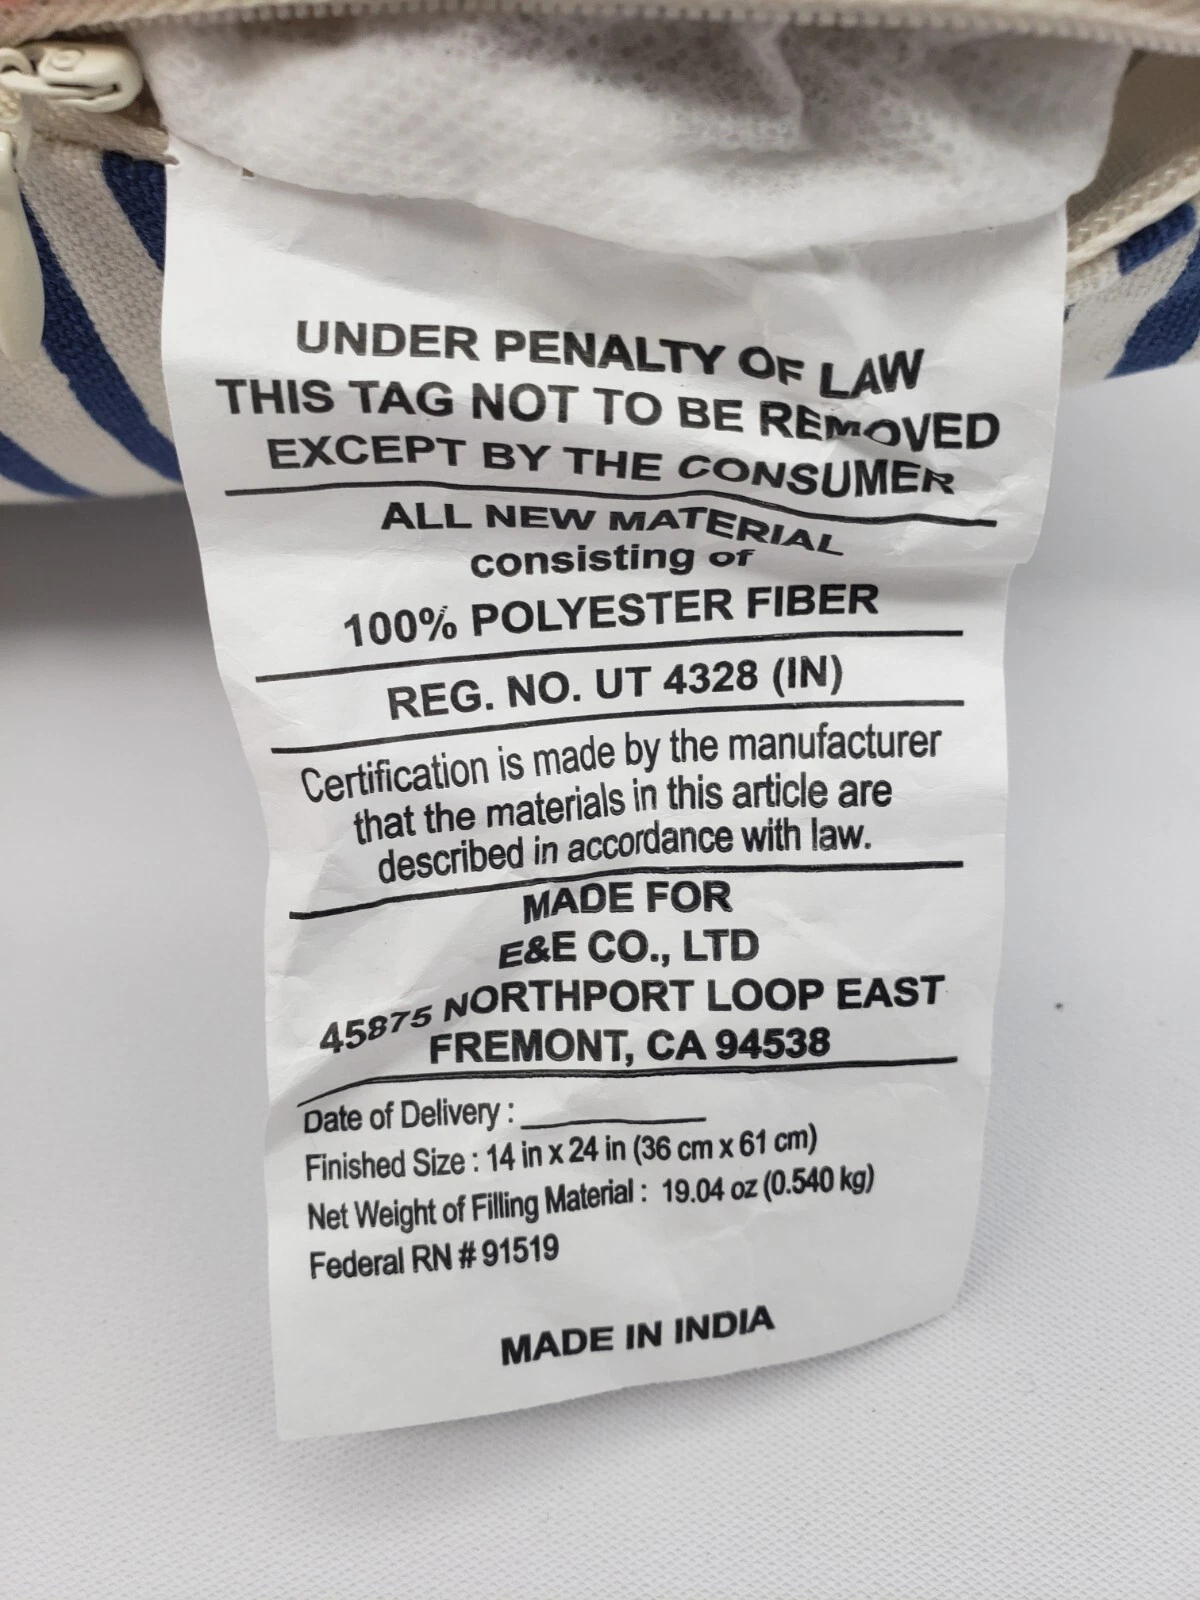 UNDER PENALTY OF LAW
THIS TAG NOT TO BE REMOVED
EXCEPT BY THE CONSUMER
ALL NEW MATERIAL
consisting of
100% POLYESTER FIBER
REG. NO. UT 4328 (IN)
Certification is made by the manufacturer
that the materials in this article are
described in accordance with law.
MADE FOR
E&E CO., LTD
45875 NORTHPORT LOOP EAST
FREMONT, CA 94538
Date of Delivery : ___________
Finished Size : 14 in x 24 in (36 cm x 61 cm)
Net Weight of Filling Material : 19.04 oz (0.540 kg)
Federal RN # 91519
MADE IN INDIA